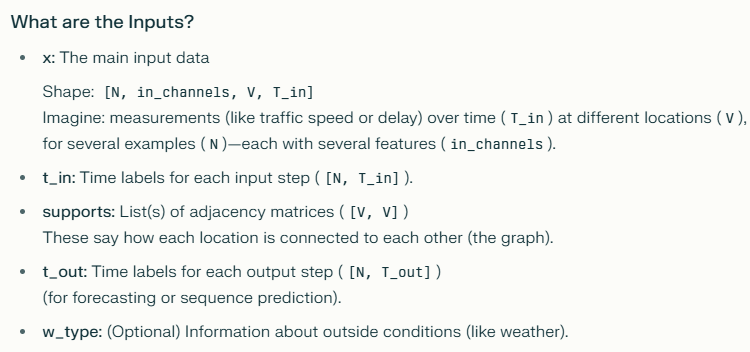 What are the Inputs?
• x: The main input data
Shape: [N, in_channels, V, T_in]
Imagine: measurements (like traffic speed or delay) over time ( T_in ) at different locations ( V ),
for several examples ( N )—each with several features ( in_channels ).
• t_in: Time labels for each input step ( [N, T_in] ).
• supports: List(s) of adjacency matrices ( [V, V] )
These say how each location is connected to each other (the graph).
• t_out: Time labels for each output step ( [N, T_out] )
(for forecasting or sequence prediction).
• w_type: (Optional) Information about outside conditions (like weather).